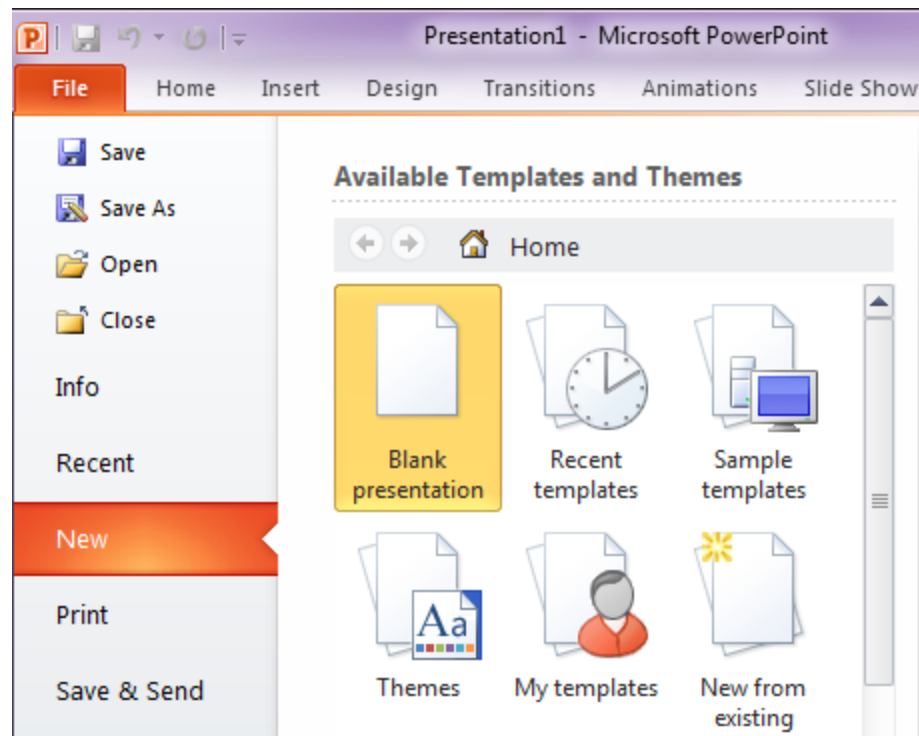 P
Presentation1 - Microsoft PowerPoint
File Home Insert Design Transitions Animations Slide Show
Save
Save As
Open
Close
Info
Recent
New
Print
Save & Send
Available Templates and Themes
Home
Blank
presentation
Recent
templates
Sample
templates
Aa
Themes
My templates
New from
existing